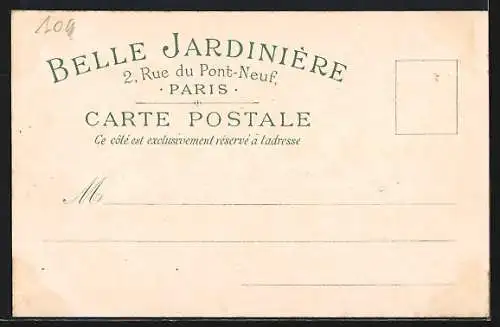 104
BELLE JARDINIÈRE
2, Rue du Pont-Neuf,
· PARIS ·
CARTE POSTALE
Ce côté est exclusivement réservé à l'adresse
M